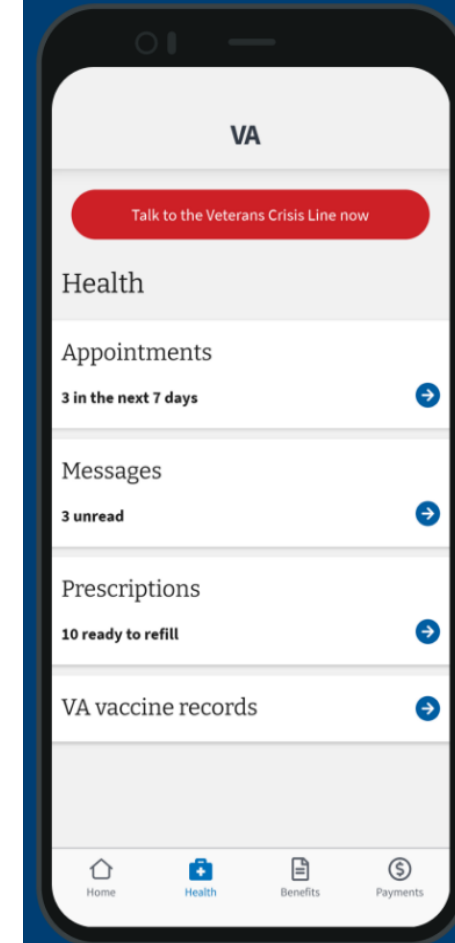 VA
Talk to the Veterans Crisis Line now
Health
Appointments
3 in the next 7 days
Messages
3 unread
Prescriptions
10 ready to refill
VA vaccine records
Home Health Benefits Payments